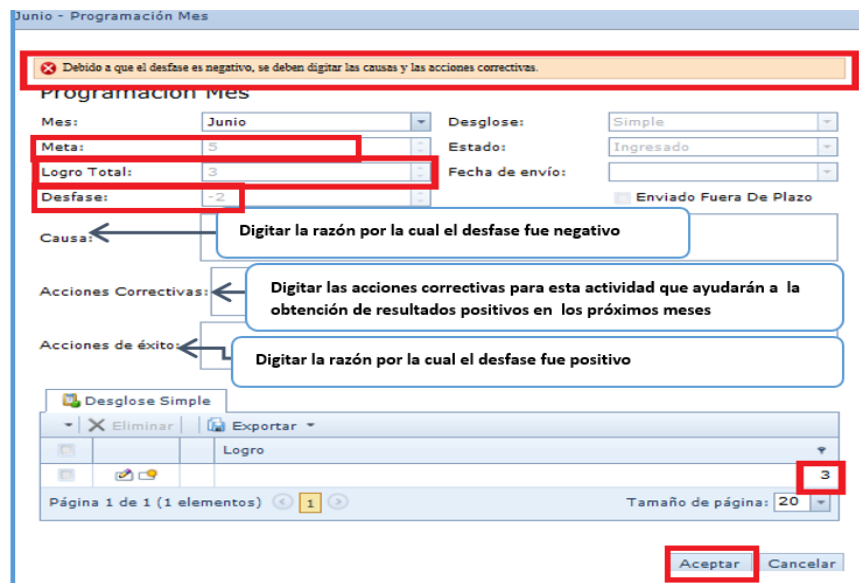 Junio - Programación Mes
Debido a que el desfase es negativo, se deben digitar las causas y las acciones correctivas.
Programación Mes
Mes: Junio Desglose: Simple
Meta: 5 Estado: Ingresado
Logro Total: 3 Fecha de envío:
Desfase: -2 Enviado Fuera De Plazo
Causa: Digitar la razón por la cual el desfase fue negativo
Acciones Correctivas: Digitar las acciones correctivas para esta actividad que ayudarán a la
obtención de resultados positivos en los próximos meses
Acciones de éxito: Digitar la razón por la cual el desfase fue positivo
Desglose Simple
Eliminar Exportar
Logro
3
Página 1 de 1 (1 elementos) 1 Tamaño de página: 20
Aceptar Cancelar